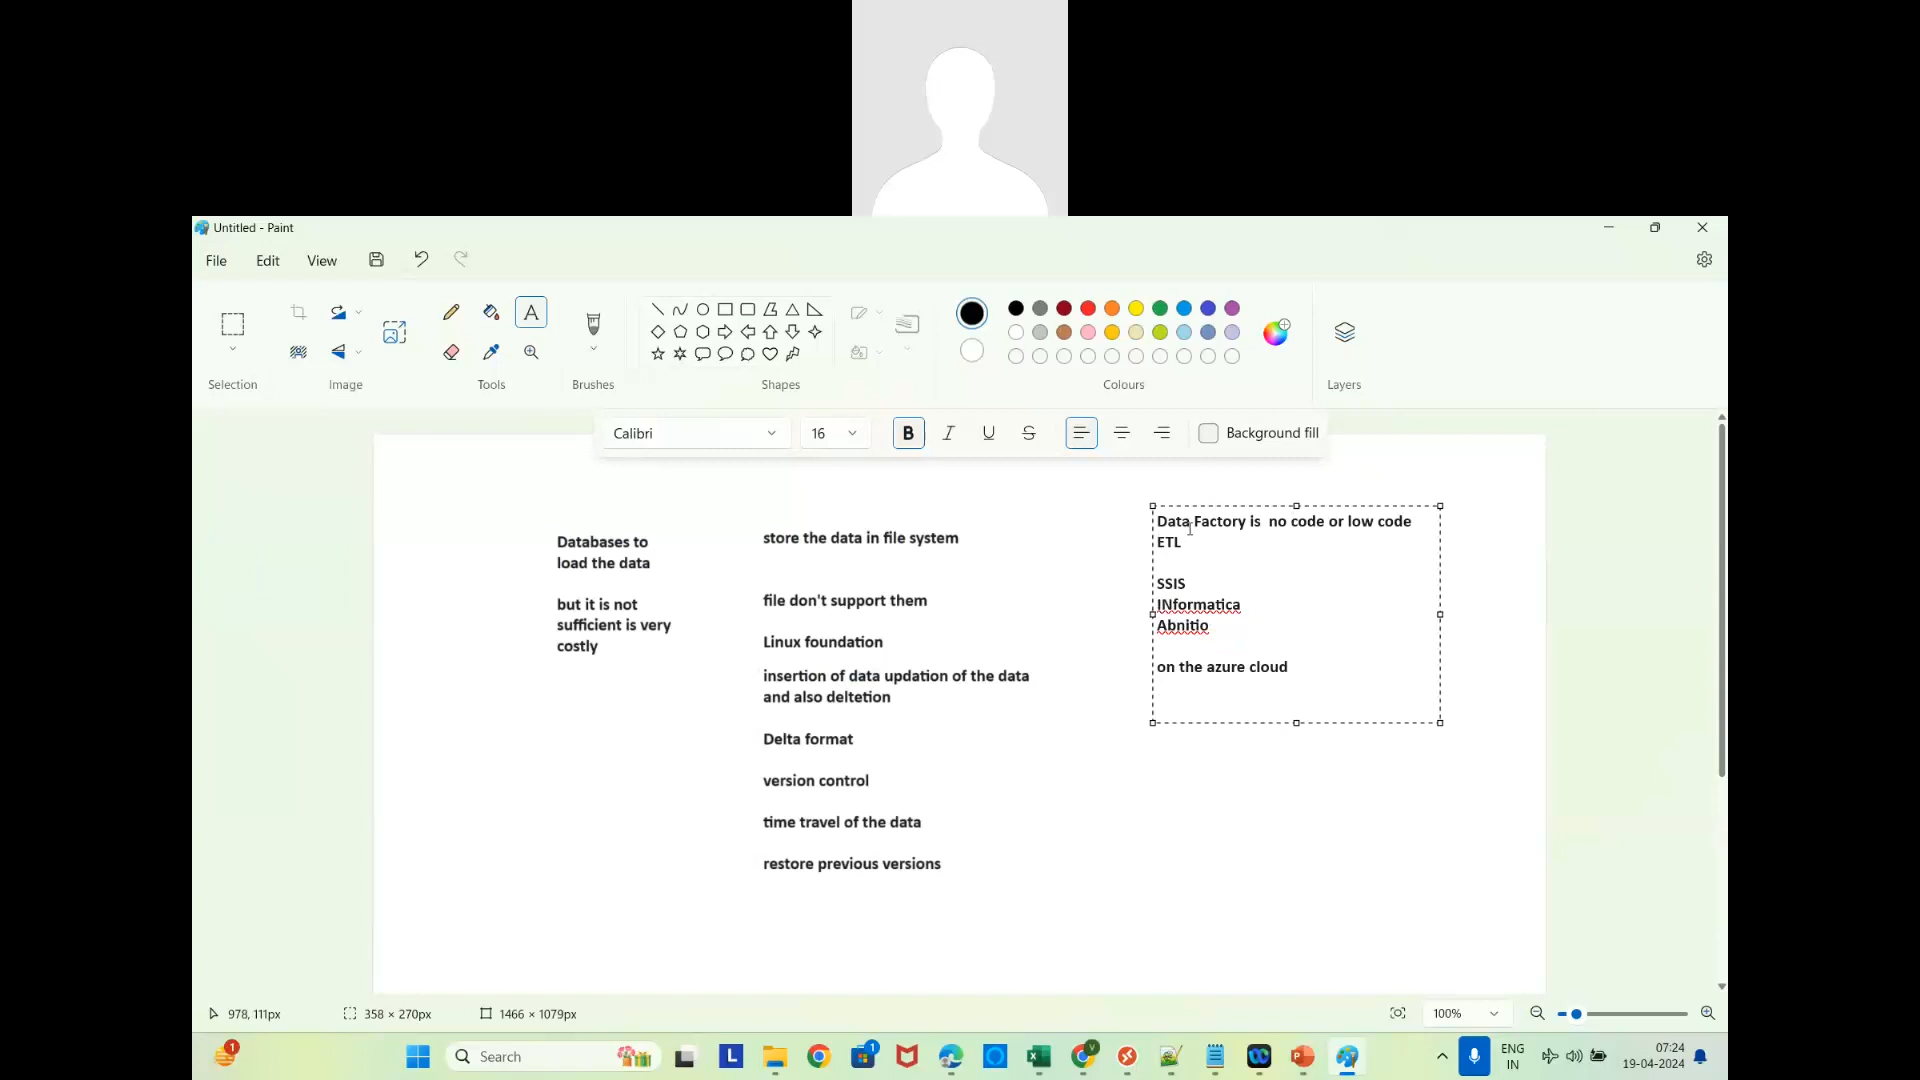 Untitled - Paint
File Edit View
Selection Image Tools Brushes Shapes Colours Layers
Calibri 16 B I U S Background fill
Databases to
load the data
but it is not
sufficient is very
costly
store the data in file system
file don't support them
Linux foundation
insertion of data updation of the data
and also deltetion
Delta format
version control
time travel of the data
restore previous versions
Data Factory is  no code or low code
ETL
SSIS
INformatica
Abnitio
on the azure cloud
978, 111px 358 × 270px 1466 × 1079px 100%
1 Search L 1 V ENG 07:24
IN 19-04-2024